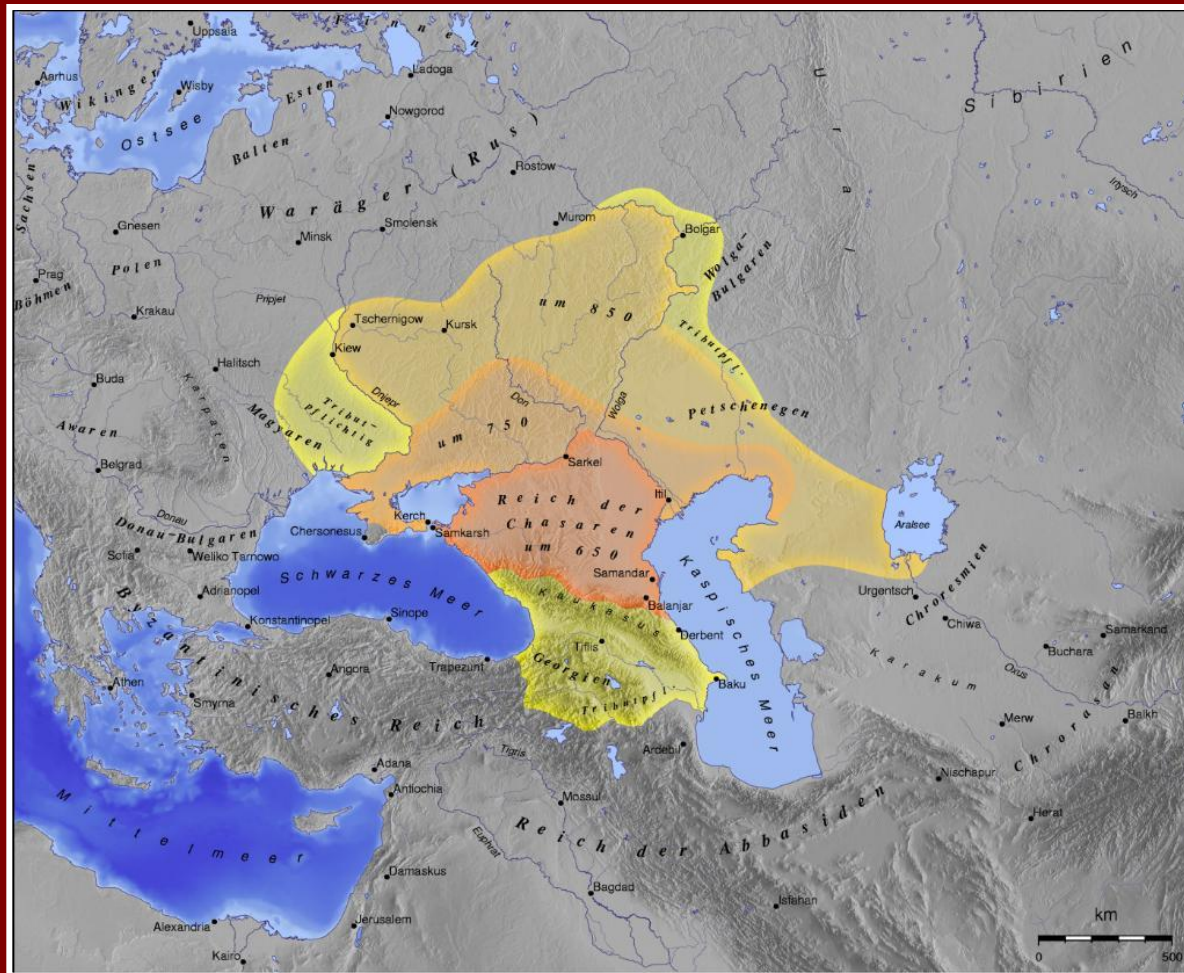 Finnen
Uppsala
Ladoga
Aarhus
Wikinger
Wisby
Esten
Ostsee
Nowgorod
Balten
Ural
Sibirien
Irtysch
Sachsen
Waräger (Rus)
Rostow
Gnesen
Minsk
Smolensk
Murom
Bolgar
Wolga-
Bulgaren
Polen
Prag
Böhmen
Krakau
Pripjet
Tschernigow
Kursk
um 850
Kiew
Tributpfl.
Halitsch
Buda
Karpaten
Dnjepr
Don
Wolga
Petschenegen
Tribut-
pflichtig
Magyaren
um 750
Awaren
Belgrad
Sarkel
Itil
Aralsee
Reich der
Chasaren
um 650
Kerch
Samkarsh
Chersonesus
Donau
Donau-Bulgaren
Sofia
Weliko Tarnowo
Schwarzes Meer
Samandar
Balanjar
Kaspisches Meer
Urgentsch
Chroresmien
Adrianopel
Sinope
Kaukasus
Derbent
Chiwa
Samarkand
Konstantinopel
Tiflis
Buchara
Trapezunt
Georgien
Oxus
Karakum
Byzantinisches Reich
Angora
Athen
Smyrna
Tributpfl.
Baku
Merw
Balkh
Chrorasan
Tigris
Ardebil
Adana
Antiochia
Mossul
Nischapur
Herat
Mittelmeer
Euphrat
Reich der Abbasiden
Damaskus
Bagdad
Isfahan
Alexandria
Jerusalem
Kairo
km
0 500